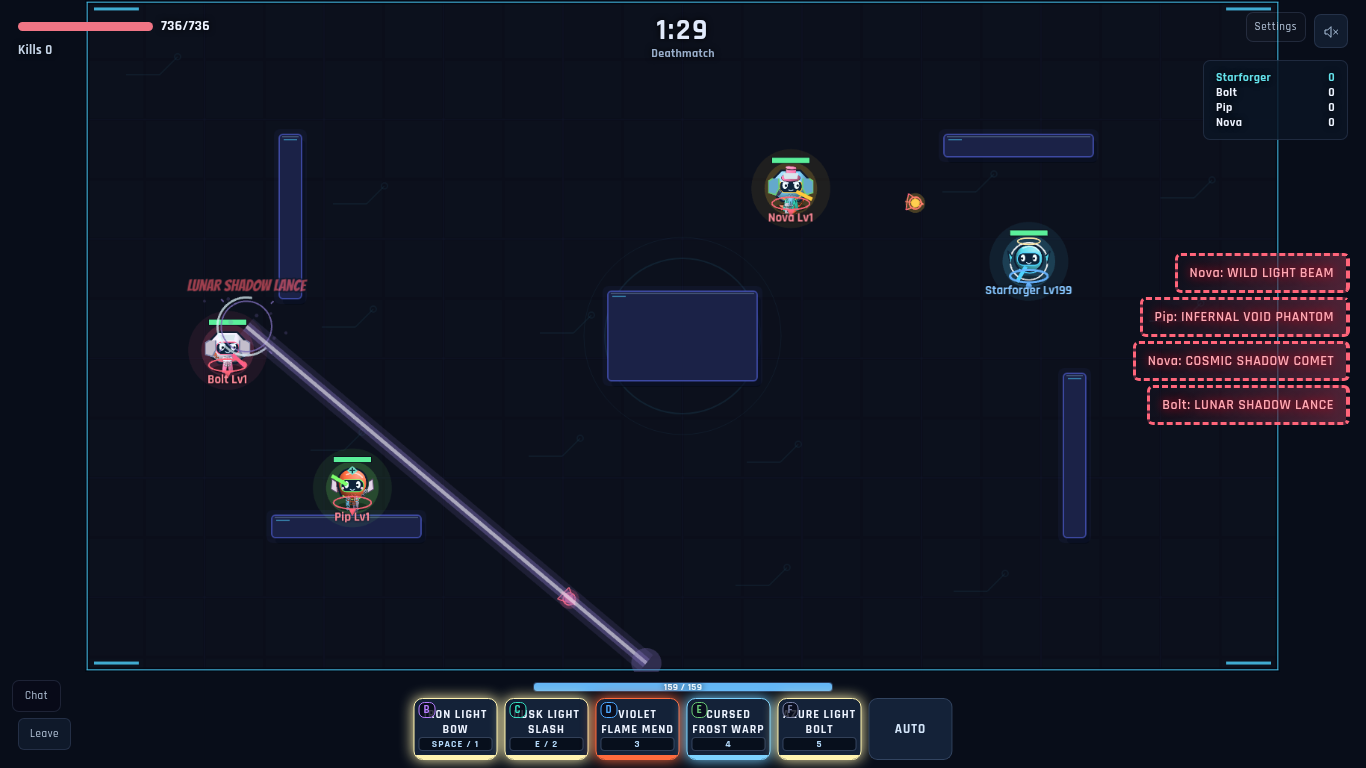 736/736
Kills 0
1:29
Deathmatch
Settings
Starforger 0
Bolt 0
Pip 0
Nova 0
Nova Lv1
Starforger Lv199
LUNAR SHADOW LANCE
Bolt Lv1
Pip Lv1
Nova: WILD LIGHT BEAM
Pip: INFERNAL VOID PHANTOM
Nova: COSMIC SHADOW COMET
Bolt: LUNAR SHADOW LANCE
Chat
Leave
159 / 159
B
LIGHT
BOW
SPACE / 1
C
LIGHT
SLASH
E / 2
D
VIOLET
FLAME MEND
3
E
CURSED
FROST WARP
4
F
LIGHT
BOLT
5
AUTO